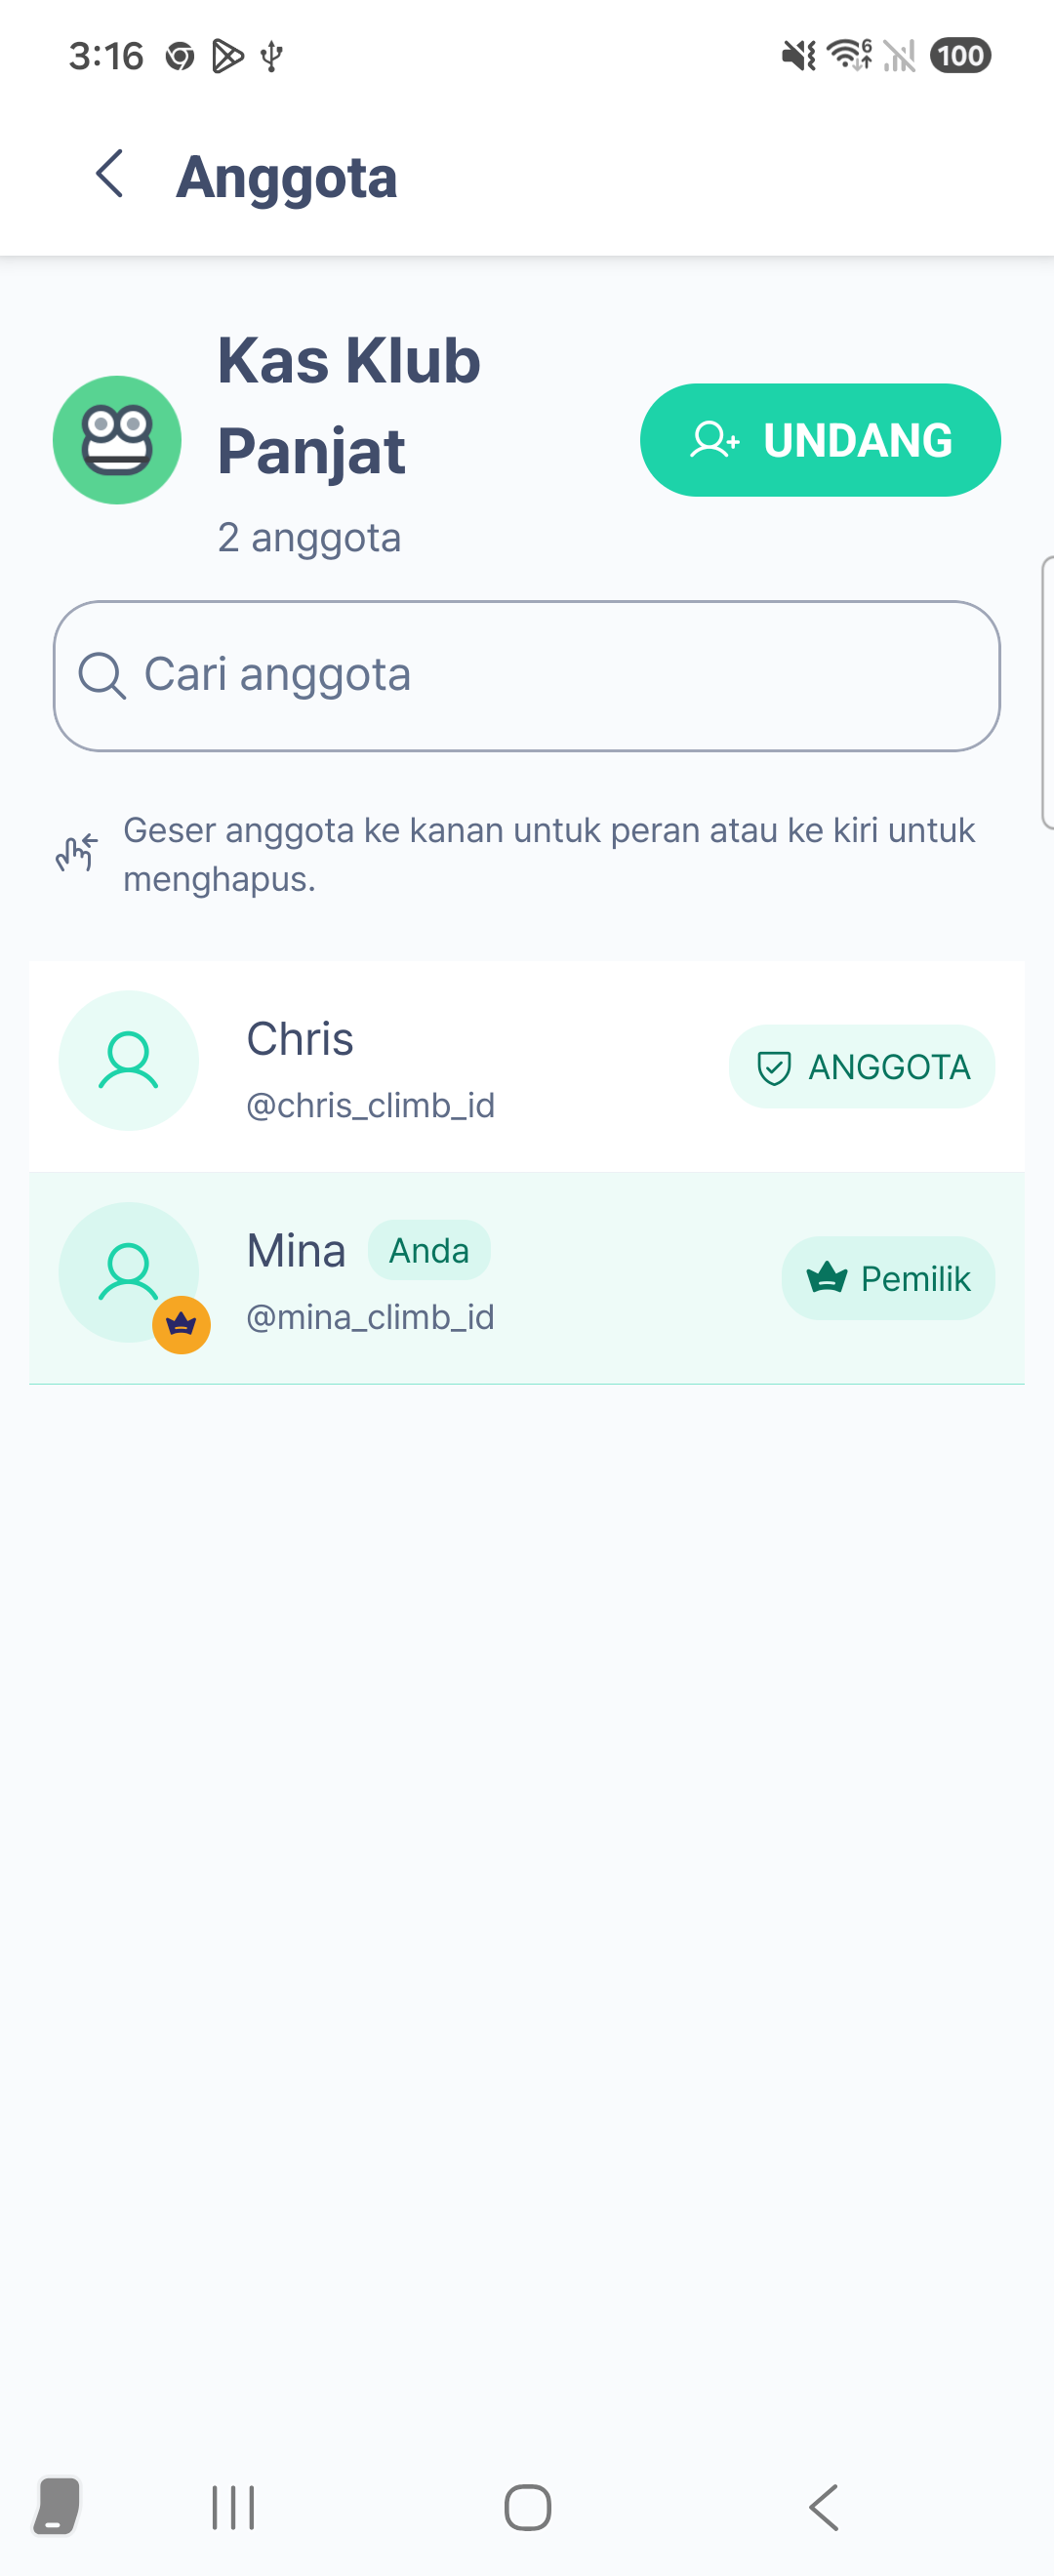 3:16
6
100
Anggota
Kas Klub
Panjat
UNDANG
2 anggota
Cari anggota
Geser anggota ke kanan untuk peran atau ke kiri untuk
menghapus.
Chris
ANGGOTA
@chris_climb_id
Mina
Anda
Pemilik
@mina_climb_id